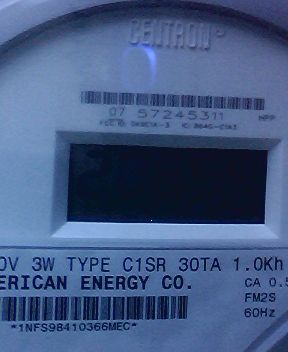 CENTRON®
07 57245311
HPP
0V 3W TYPE C1SR 30TA 1.0Kh
ERICAN ENERGY CO.
CA 0.5
FM2S
60Hz
*1NFS98410366MEC*